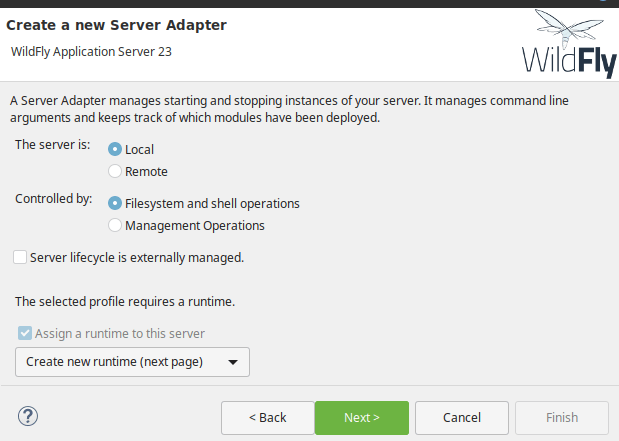 Create a new Server Adapter
WildFly Application Server 23
WildFly
A Server Adapter manages starting and stopping instances of your server. It manages command line
arguments and keeps track of which modules have been deployed.
The server is:
Local
Remote
Controlled by:
Filesystem and shell operations
Management Operations
Server lifecycle is externally managed.
The selected profile requires a runtime.
Assign a runtime to this server
Create new runtime (next page)
?
< Back
Next >
Cancel
Finish